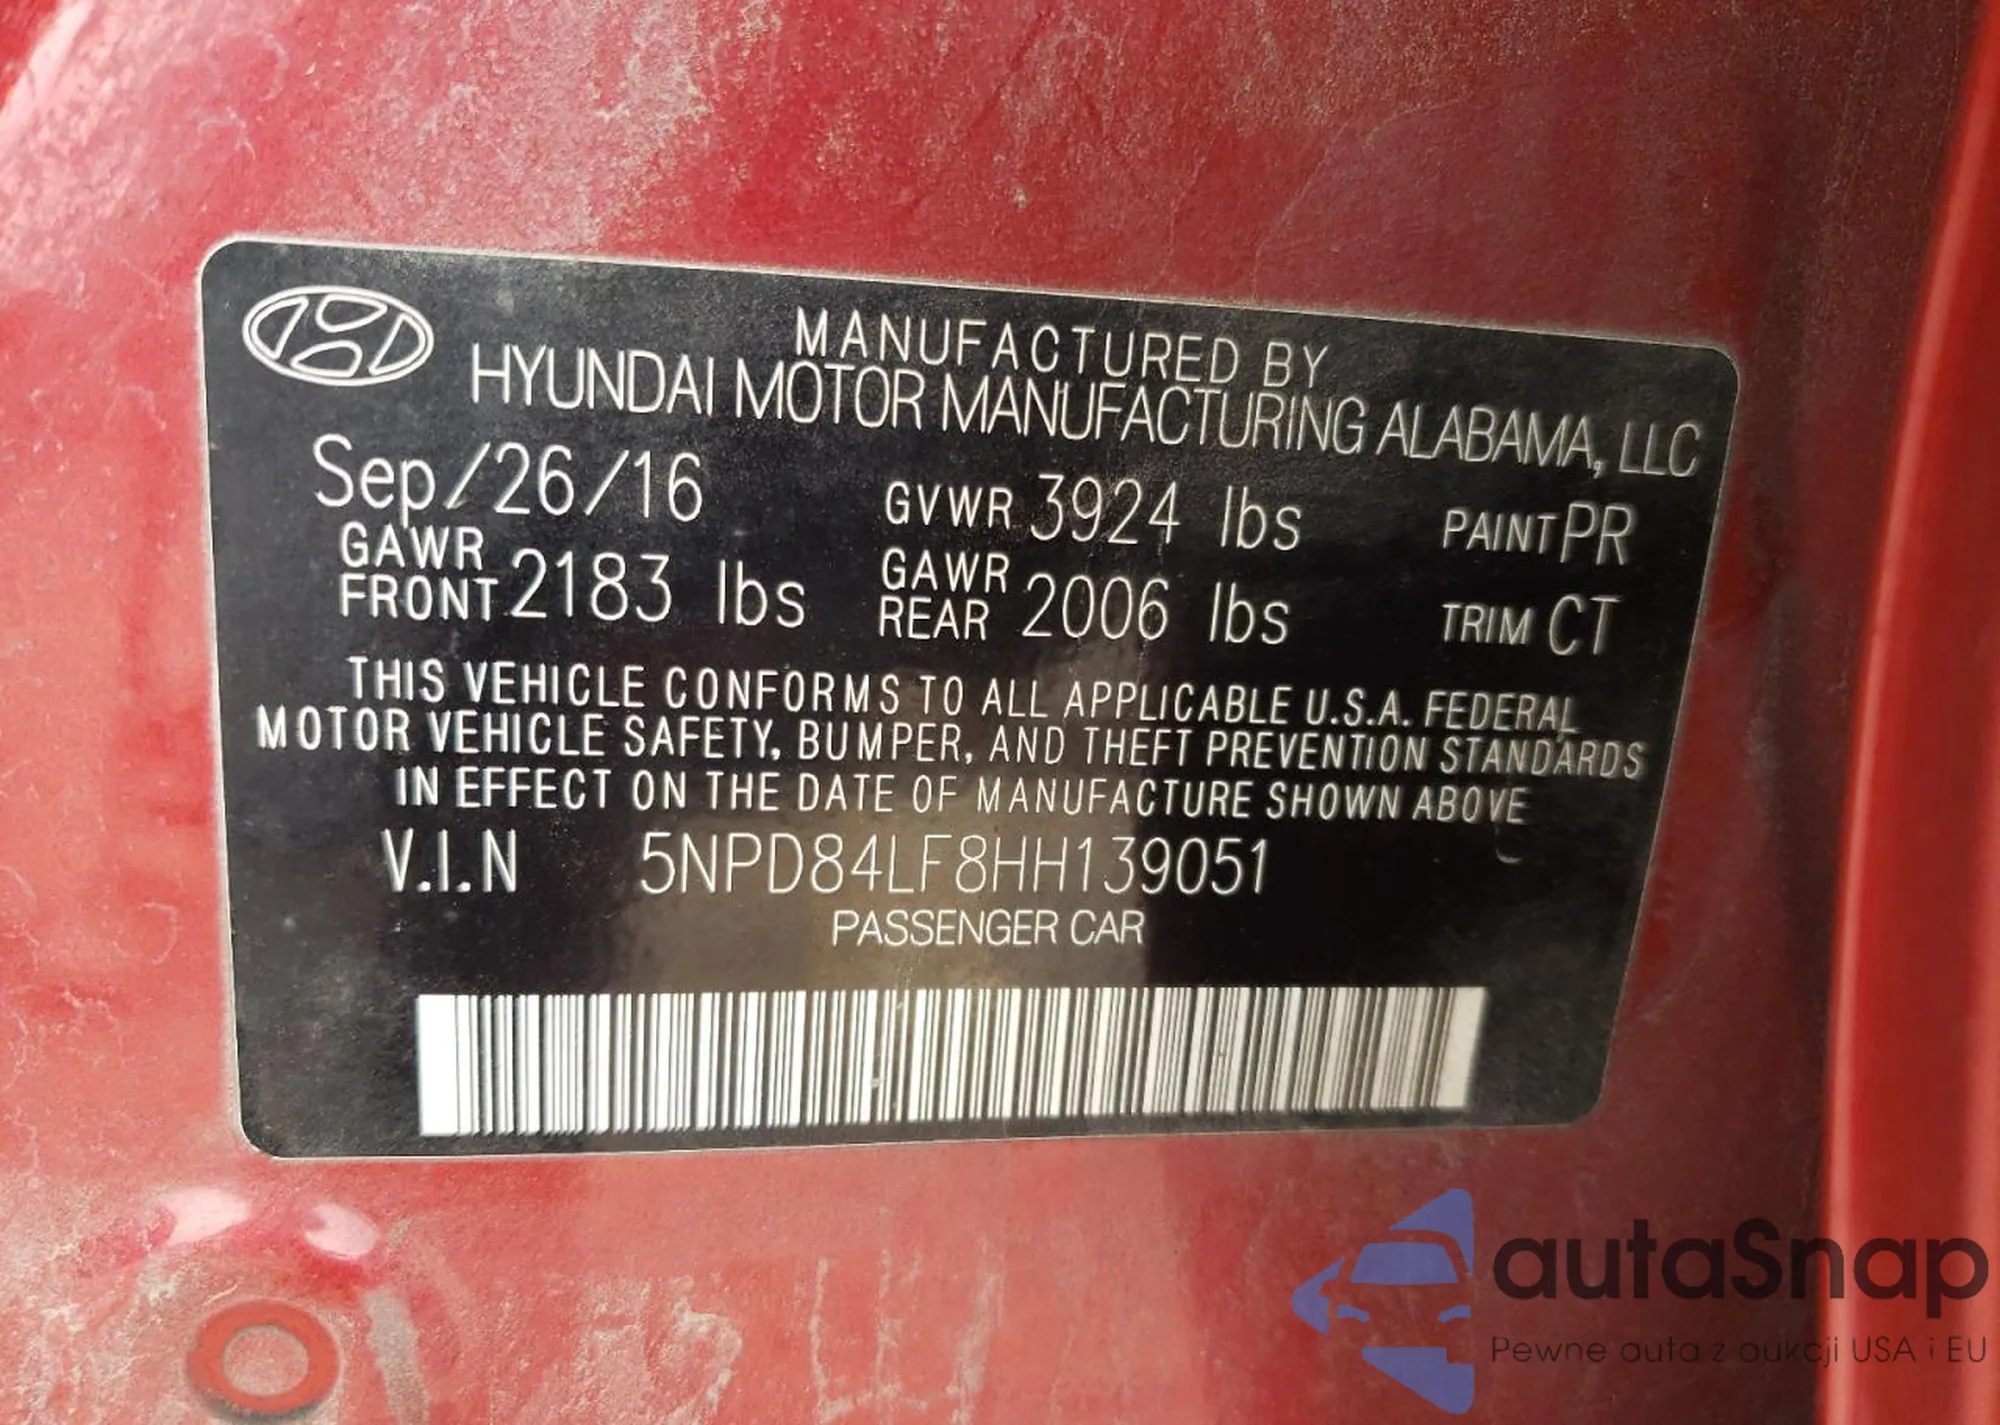 MANUFACTURED BY
HYUNDAI MOTOR MANUFACTURING ALABAMA, LLC
Sep/26/16 GVWR 3924 lbs PAINT PR
GAWR FRONT 2183 lbs GAWR REAR 2006 lbs TRIM CT
THIS VEHICLE CONFORMS TO ALL APPLICABLE U.S.A. FEDERAL
MOTOR VEHICLE SAFETY, BUMPER, AND THEFT PREVENTION STANDARDS
IN EFFECT ON THE DATE OF MANUFACTURE SHOWN ABOVE
V.I.N 5NPD84LF8HH139051
PASSENGER CAR
autaSnap
Pewne auta z aukcji USA i EU